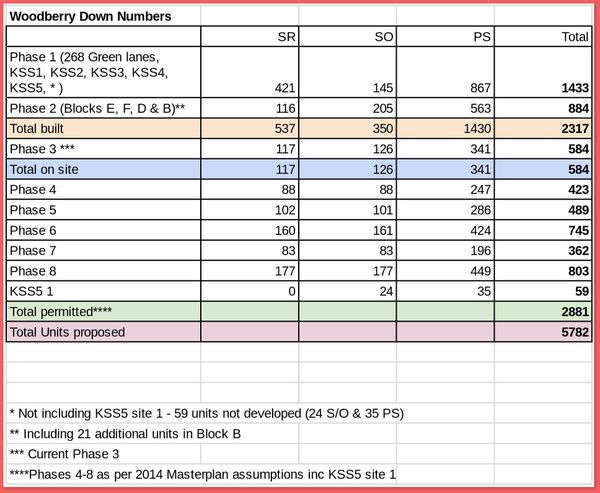 Woodberry Down Numbers
SR SO PS Total
Phase 1 (268 Green lanes,
KSS1, KSS2, KSS3, KSS4,
KSS5, * ) 421 145 867 1433
Phase 2 (Blocks E, F, D & B)** 116 205 563 884
Total built 537 350 1430 2317
Phase 3 *** 117 126 341 584
Total on site 117 126 341 584
Phase 4 88 88 247 423
Phase 5 102 101 286 489
Phase 6 160 161 424 745
Phase 7 83 83 196 362
Phase 8 177 177 449 803
KSS5 1 0 24 35 59
Total permitted**** 2881
Total Units proposed 5782
* Not including KSS5 site 1 - 59 units not developed (24 S/O & 35 PS)
** Including 21 additional units in Block B
*** Current Phase 3
****Phases 4-8 as per 2014 Masterplan assumptions inc KSS5 site 1